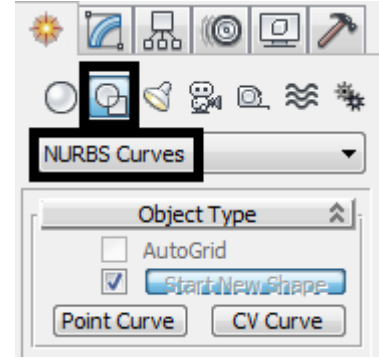 NURBS Curves
Object Type
AutoGrid
Start New Shape
Point Curve CV Curve